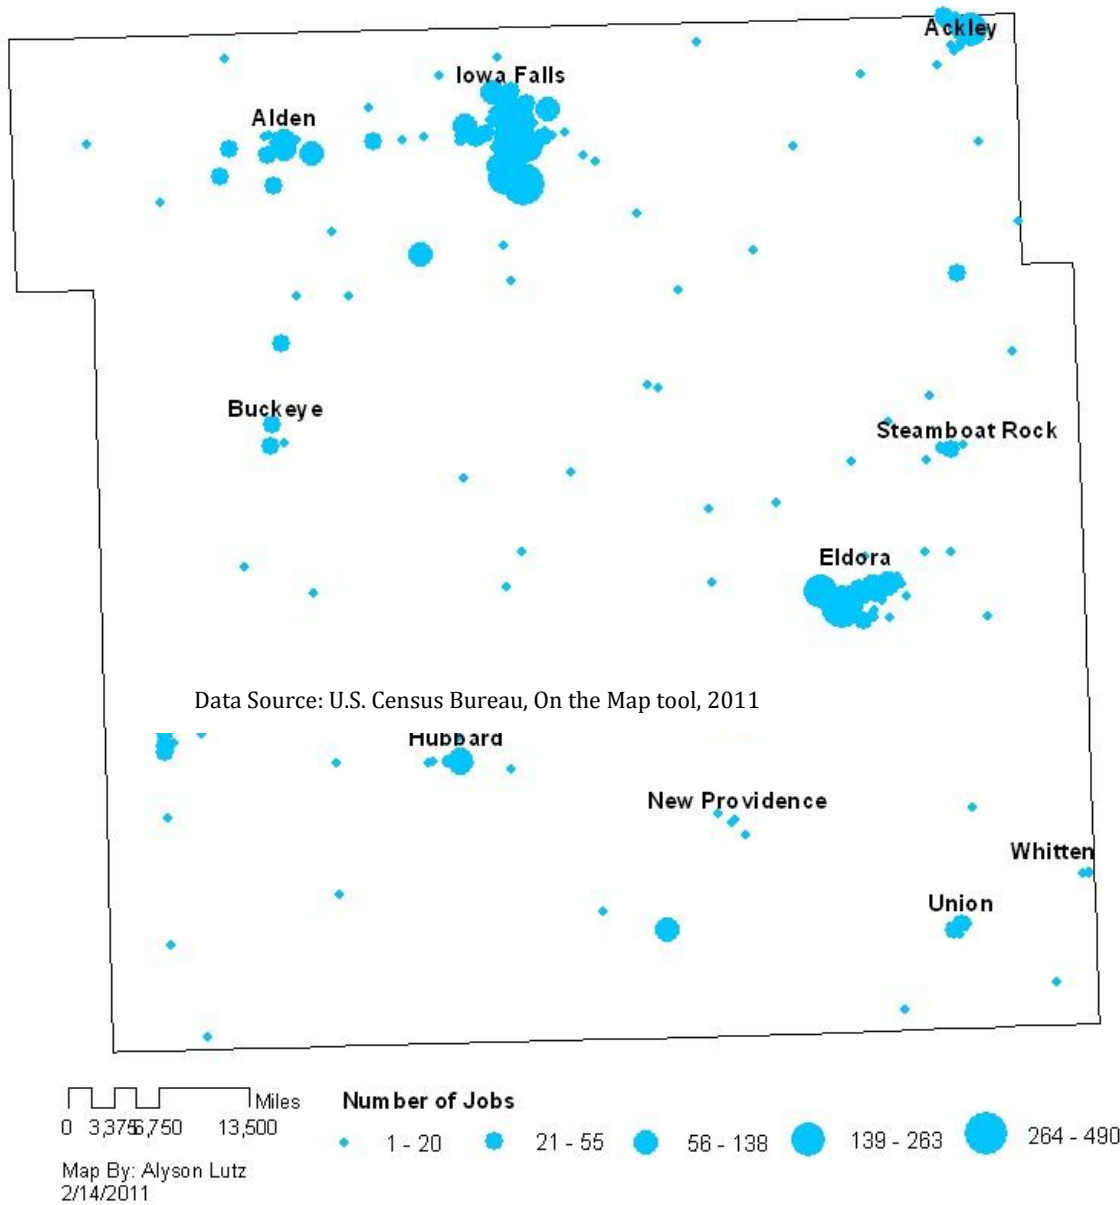 Ackley
Iowa Falls
Alden
Buckeye
Steamboat Rock
Eldora
Data Source: U.S. Census Bureau, On the Map tool, 2011
Hubbard
New Providence
Whitten
Union
Miles
0 3,375 6,750 13,500
Number of Jobs
1 - 20 21 - 55 56 - 138 139 - 263 264 - 490
Map By: Alyson Lutz
2/14/2011